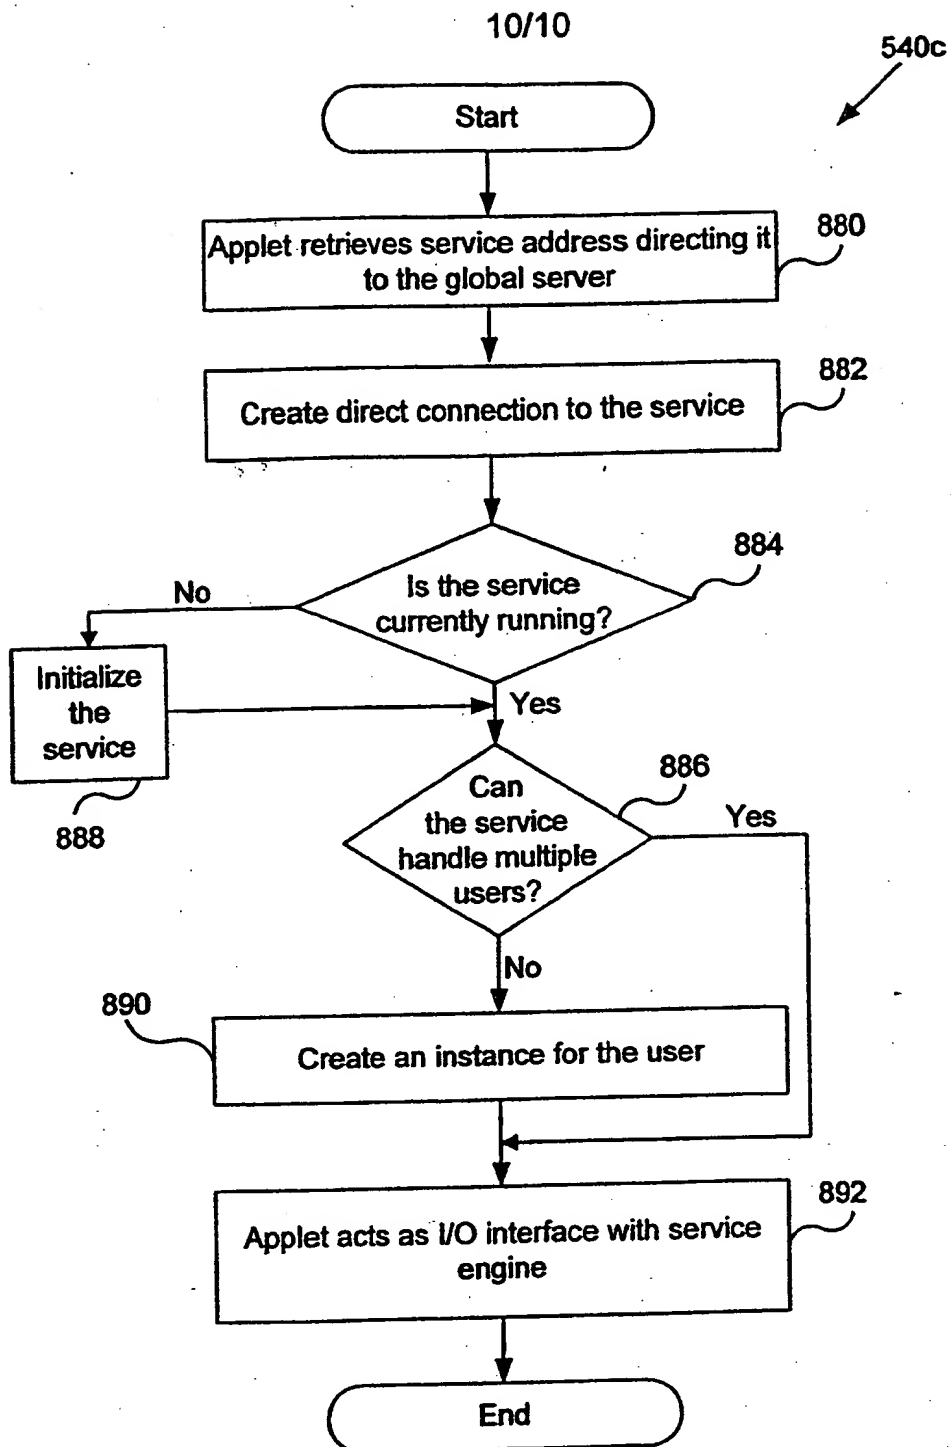 10/10
540c
Start
Applet retrieves service address directing it
to the global server
880
Create direct connection to the service
882
Is the service
currently running?
884
No
Yes
Initialize
the
service
888
Can
the service
handle multiple
users?
886
Yes
No
890
Create an instance for the user
Applet acts as I/O interface with service
engine
892
End